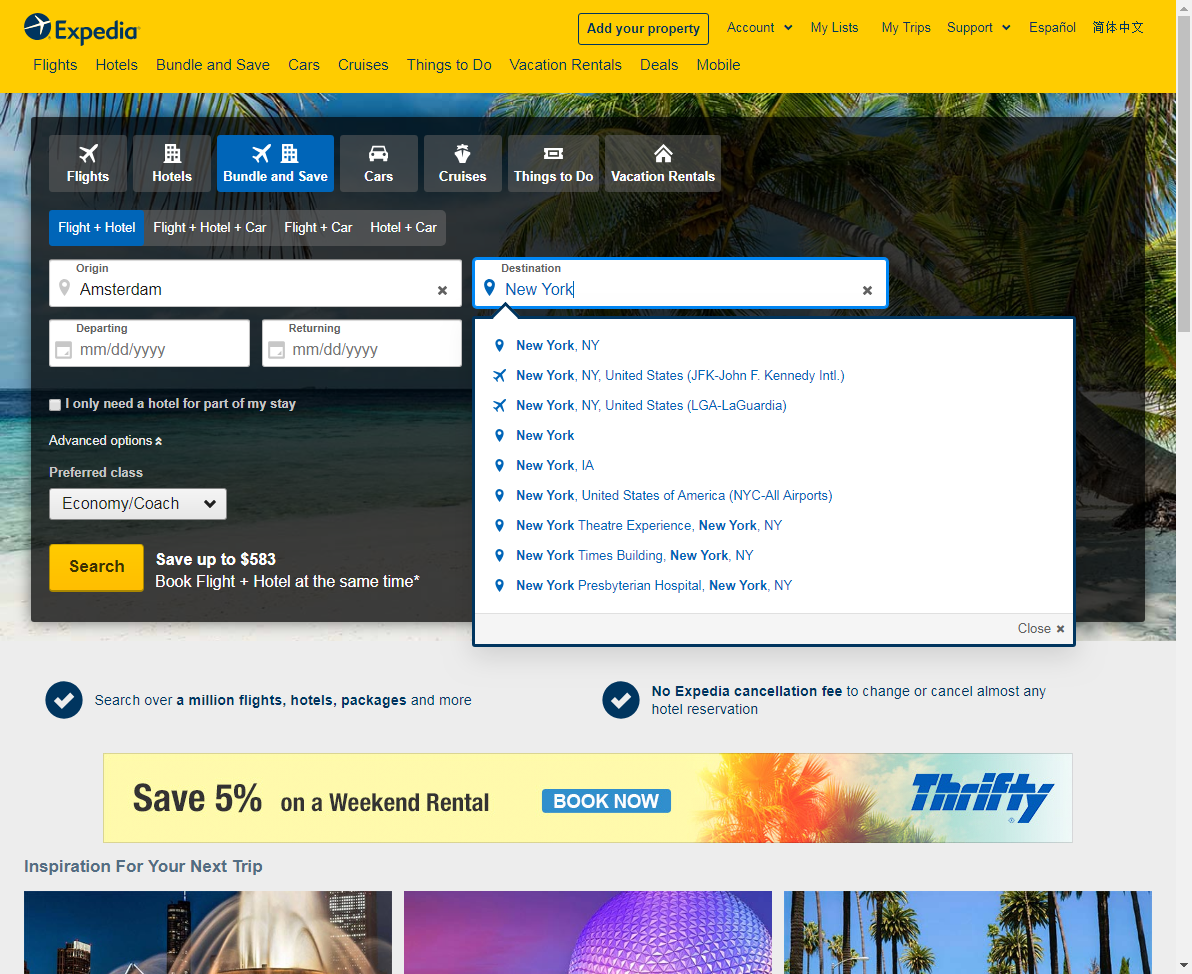 Expedia
Add your property
Account
My Lists
My Trips
Support
Español
简体中文
Flights
Hotels
Bundle and Save
Cars
Cruises
Things to Do
Vacation Rentals
Deals
Mobile
Flights
Hotels
Bundle and Save
Cars
Cruises
Things to Do
Vacation Rentals
Flight + Hotel
Flight + Hotel + Car
Flight + Car
Hotel + Car
Origin
Amsterdam
Destination
New York
Departing
mm/dd/yyyy
Returning
mm/dd/yyyy
I only need a hotel for part of my stay
Advanced options
Preferred class
Economy/Coach
Search
Save up to $583
Book Flight + Hotel at the same time*
New York, NY
New York, NY, United States (JFK-John F. Kennedy Intl.)
New York, NY, United States (LGA-LaGuardia)
New York
New York, IA
New York, United States of America (NYC-All Airports)
New York Theatre Experience, New York, NY
New York Times Building, New York, NY
New York Presbyterian Hospital, New York, NY
Close
Search over a million flights, hotels, packages and more
No Expedia cancellation fee to change or cancel almost any
hotel reservation
Save 5% on a Weekend Rental
BOOK NOW
Thrifty
Inspiration For Your Next Trip